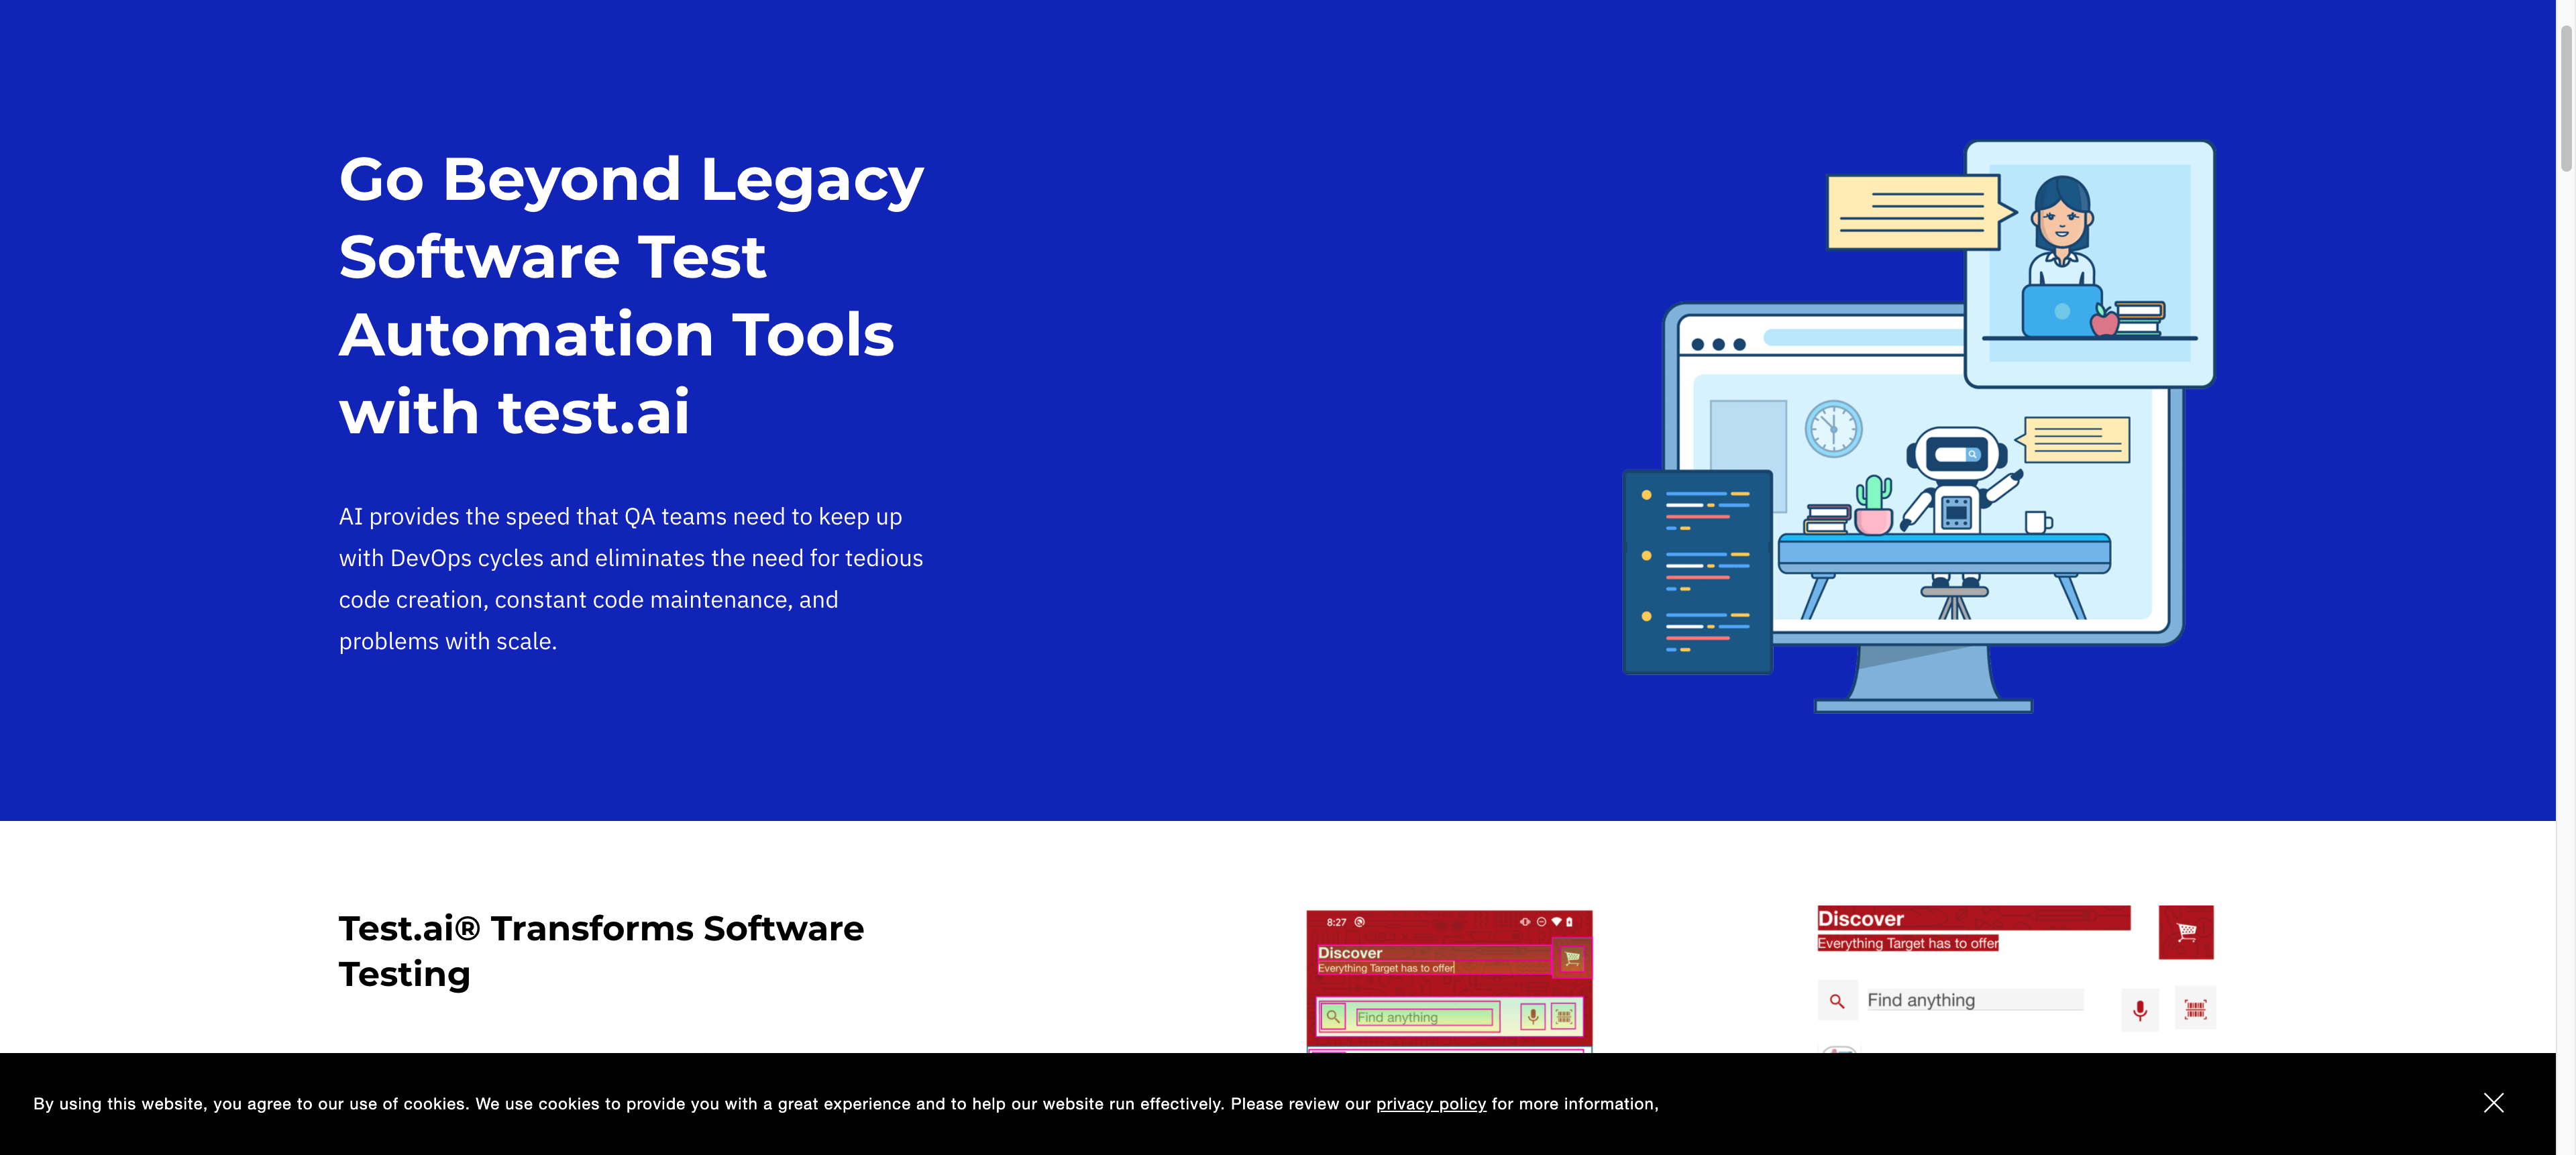 Go Beyond Legacy
Software Test
Automation Tools
with test.ai
AI provides the speed that QA teams need to keep up
with DevOps cycles and eliminates the need for tedious
code creation, constant code maintenance, and
problems with scale.
Test.ai® Transforms Software
Testing
8:27
Discover
Everything Target has to offer
Find anything
Discover
Everything Target has to offer
Find anything
By using this website, you agree to our use of cookies. We use cookies to provide you with a great experience and to help our website run effectively. Please review our privacy policy for more information,